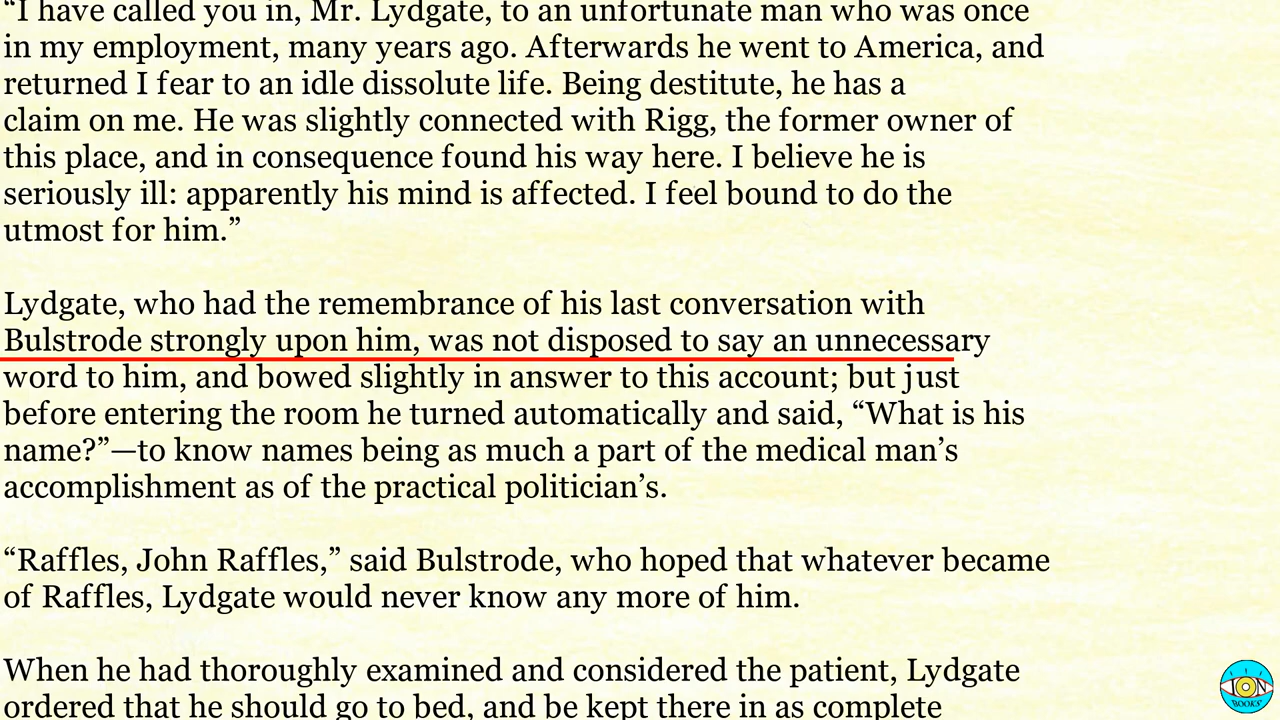 “I have called you in, Mr. Lydgate, to an unfortunate man who was once
in my employment, many years ago. Afterwards he went to America, and
returned I fear to an idle dissolute life. Being destitute, he has a
claim on me. He was slightly connected with Rigg, the former owner of
this place, and in consequence found his way here. I believe he is
seriously ill: apparently his mind is affected. I feel bound to do the
utmost for him.”
Lydgate, who had the remembrance of his last conversation with
Bulstrode strongly upon him, was not disposed to say an unnecessary
word to him, and bowed slightly in answer to this account; but just
before entering the room he turned automatically and said, “What is his
name?”—to know names being as much a part of the medical man’s
accomplishment as of the practical politician’s.
“Raffles, John Raffles,” said Bulstrode, who hoped that whatever became
of Raffles, Lydgate would never know any more of him.
When he had thoroughly examined and considered the patient, Lydgate
ordered that he should go to bed, and be kept there in as complete
ION
BOOKS